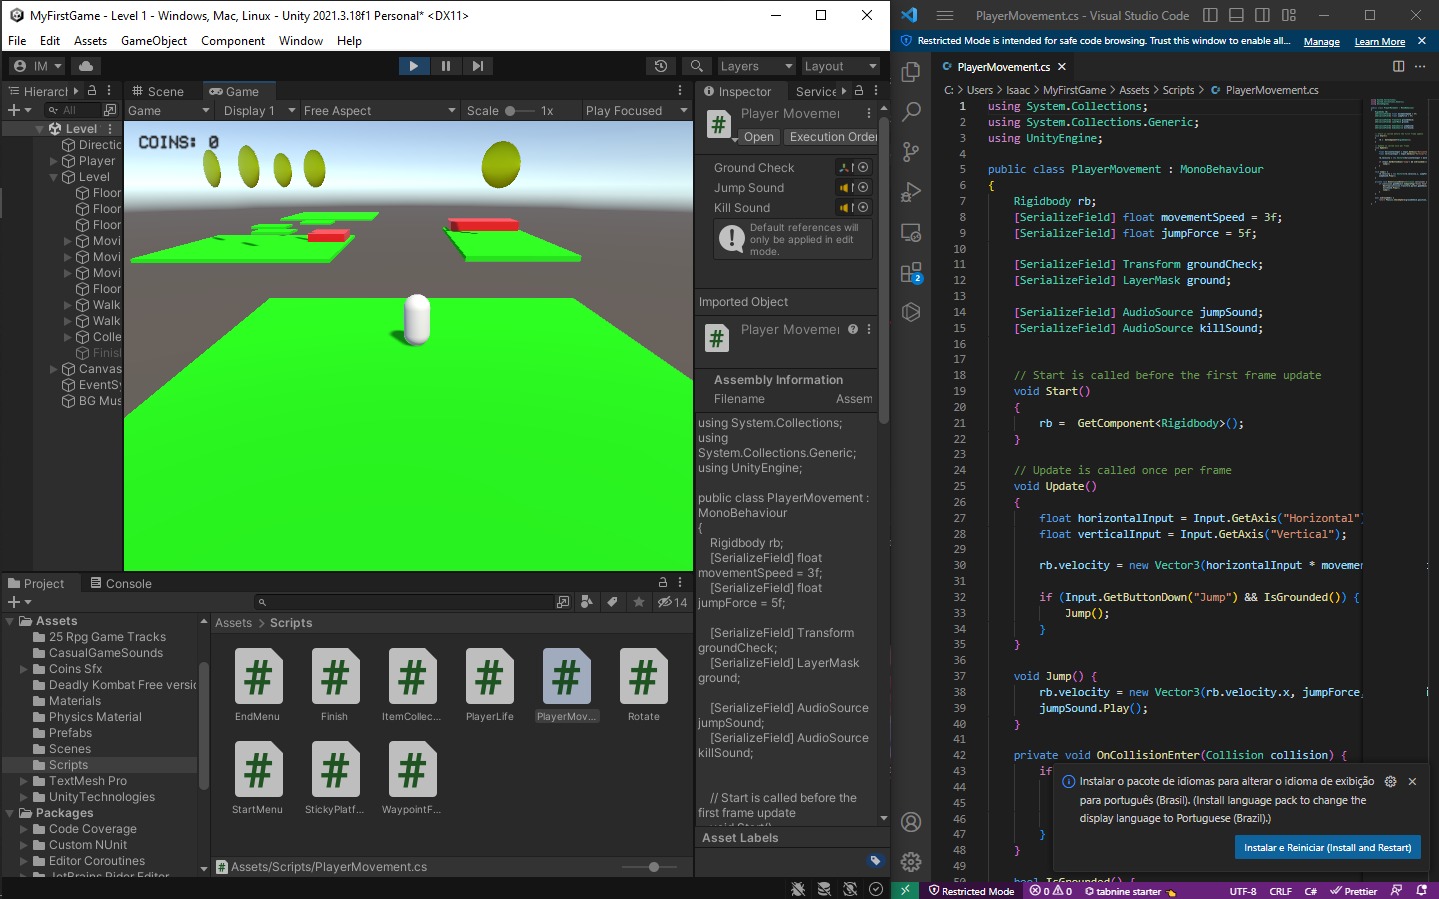 MyFirstGame - Level 1 - Windows, Mac, Linux - Unity 2021.3.18f1 Personal* <DX11>
File Edit Assets GameObject Component Window Help
IM
Layers Layout
Hierarch
Scene Game
Inspector Service
All
Game Display 1 Free Aspect Scale 1x Play Focused
Level
Directic
Player
Level
Floor
Floor
Floor
Movi
Movi
Movi
Floor
Walk
Walk
Colle
Finish
Canvas
EventSy
BG Mus
COINS: 0
Player Movemen
Open Execution Order
Ground Check
Jump Sound
Kill Sound
Default references will
only be applied in edit
mode.
Imported Object
Player Movemen
Assembly Information
Filename Assem
using System.Collections;
using
System.Collections.Generic;
using UnityEngine;
public class PlayerMovement :
MonoBehaviour
{
Rigidbody rb;
[SerializeField] float
movementSpeed = 3f;
[SerializeField] float
jumpForce = 5f;
[SerializeField] Transform
groundCheck;
[SerializeField] LayerMask
ground;
[SerializeField] AudioSource
jumpSound;
[SerializeField] AudioSource
killSound;
// Start is called before the
first frame update
void Start()
Asset Labels
Project Console
14
Assets
25 Rpg Game Tracks
CasualGameSounds
Coins Sfx
Deadly Kombat Free versic
Materials
Physics Material
Prefabs
Scenes
Scripts
TextMesh Pro
UnityTechnologies
Packages
Code Coverage
Custom NUnit
Editor Coroutines
JetBrains Rider Editor
Assets > Scripts
EndMenu Finish ItemCollec... PlayerLife PlayerMov... Rotate
StartMenu StickyPlatf... WaypointF...
Assets/Scripts/PlayerMovement.cs
PlayerMovement.cs - Visual Studio Code
Restricted Mode is intended for safe code browsing. Trust this window to enable all... Manage Learn More
PlayerMovement.cs
C: > Users > Isaac > MyFirstGame > Assets > Scripts > PlayerMovement.cs
1 using System.Collections;
2 using System.Collections.Generic;
3 using UnityEngine;
4
5 public class PlayerMovement : MonoBehaviour
6 {
7 Rigidbody rb;
8 [SerializeField] float movementSpeed = 3f;
9 [SerializeField] float jumpForce = 5f;
10
11 [SerializeField] Transform groundCheck;
12 [SerializeField] LayerMask ground;
13
14 [SerializeField] AudioSource jumpSound;
15 [SerializeField] AudioSource killSound;
16
17
18 // Start is called before the first frame update
19 void Start()
20 {
21 rb = GetComponent<Rigidbody>();
22 }
23
24 // Update is called once per frame
25 void Update()
26 {
27 float horizontalInput = Input.GetAxis("Horizontal"
28 float verticalInput = Input.GetAxis("Vertical");
29
30 rb.velocity = new Vector3(horizontalInput * movemen
31
32 if (Input.GetButtonDown("Jump") && IsGrounded()) {
33 Jump();
34 }
35 }
36
37 void Jump() {
38 rb.velocity = new Vector3(rb.velocity.x, jumpForce,
39 jumpSound.Play();
40 }
41
42 private void OnCollisionEnter(Collision collision) {
43 if
44
45
46
47 }
48 }
49
50 bool IsGrounded() {
2
Instalar o pacote de idiomas para alterar o idioma de exibição
para português (Brasil). (Install language pack to change the
display language to Portuguese (Brazil).)
Instalar e Reiniciar (Install and Restart)
Restricted Mode 0 0 tabnine starter UTF-8 CRLF C# Prettier